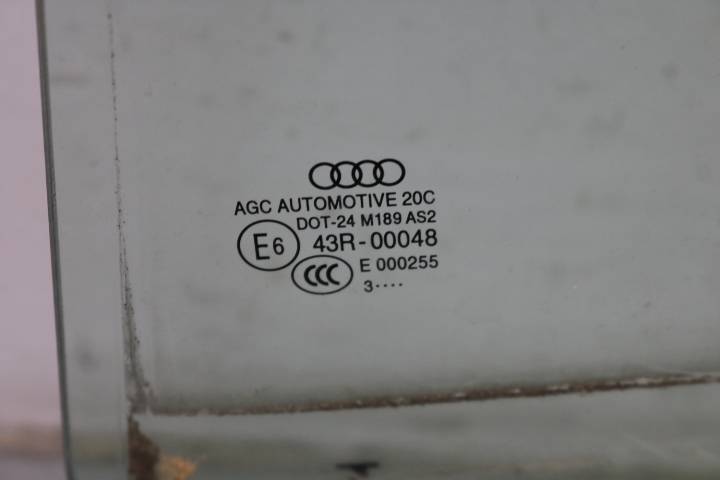 AGC AUTOMOTIVE 20C
DOT-24 M189 AS2
E6 43R-00048
CCC E 000255
3····